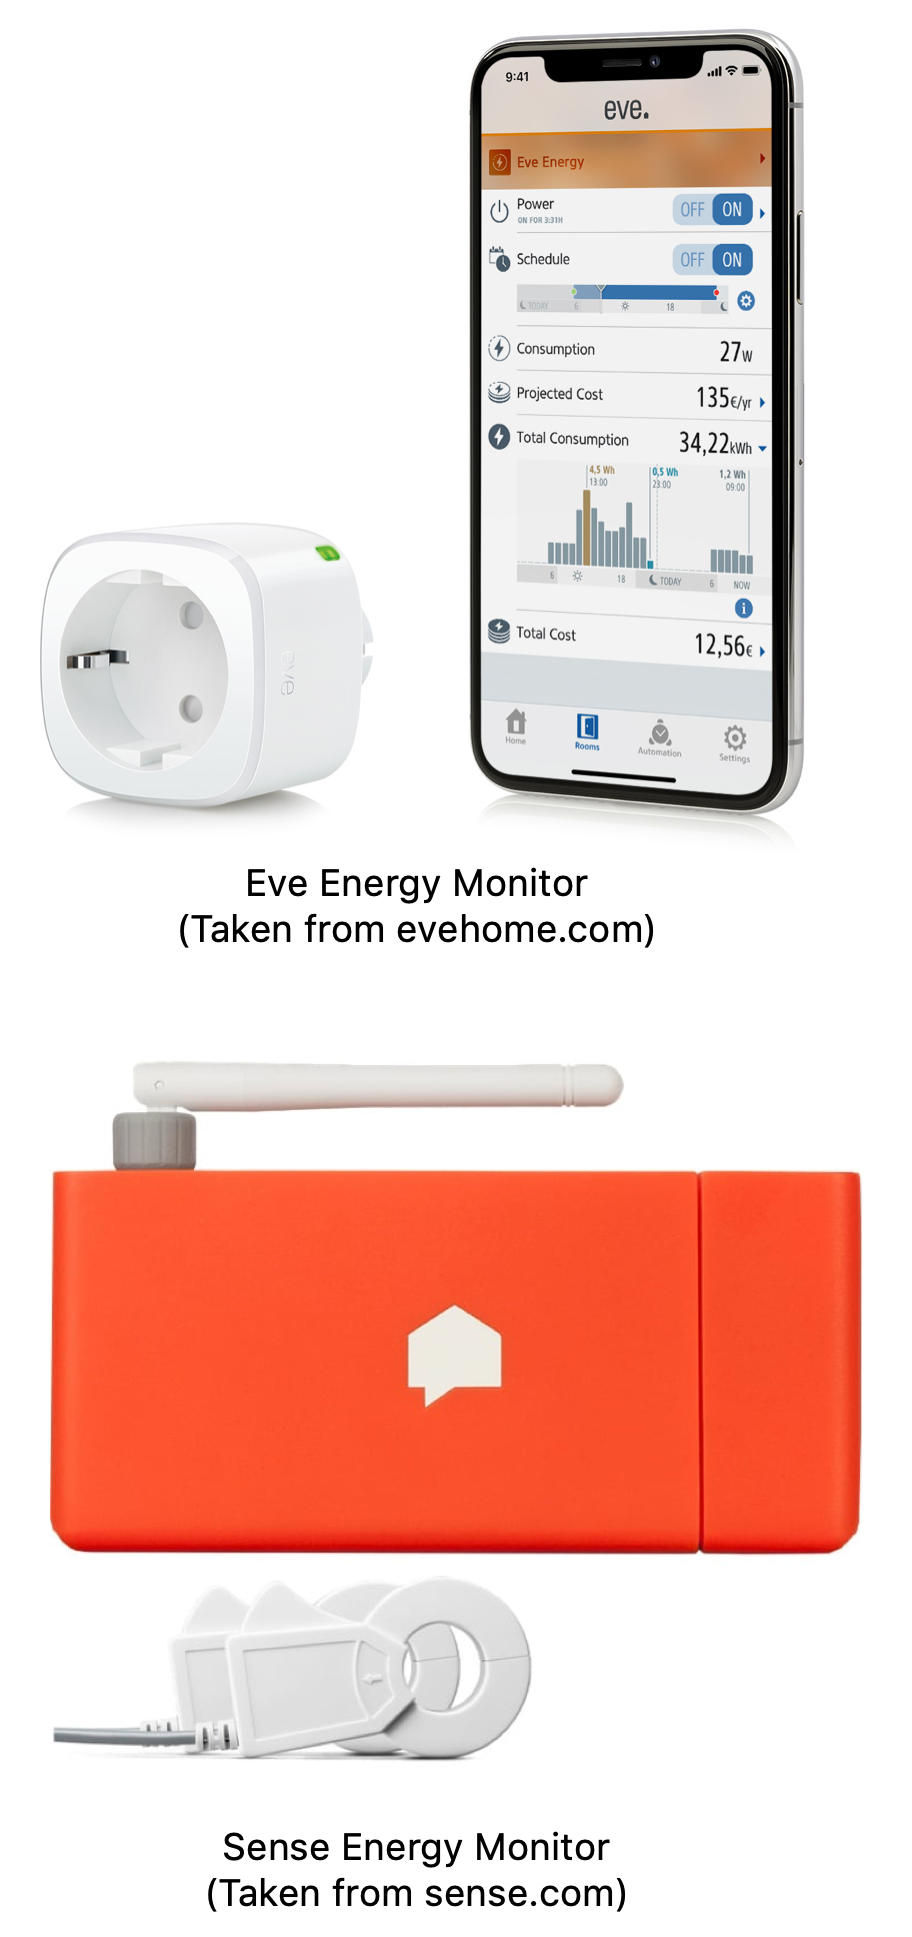 9:41
eve.
Eve Energy
Power
ON FOR 3:31H
OFF ON
Schedule
OFF ON
TODAY 6 18
Consumption 27W
Projected Cost 135€/yr
Total Consumption 34,22kWh
4,5 Wh 0,5 Wh 1,2 Wh
13:00 23:00 09:00
6 18 TODAY 6 NOW
i
Total Cost 12,56€
Home Rooms Automation Settings
eve
Eve Energy Monitor
(Taken from evehome.com)
Sense Energy Monitor
(Taken from sense.com)